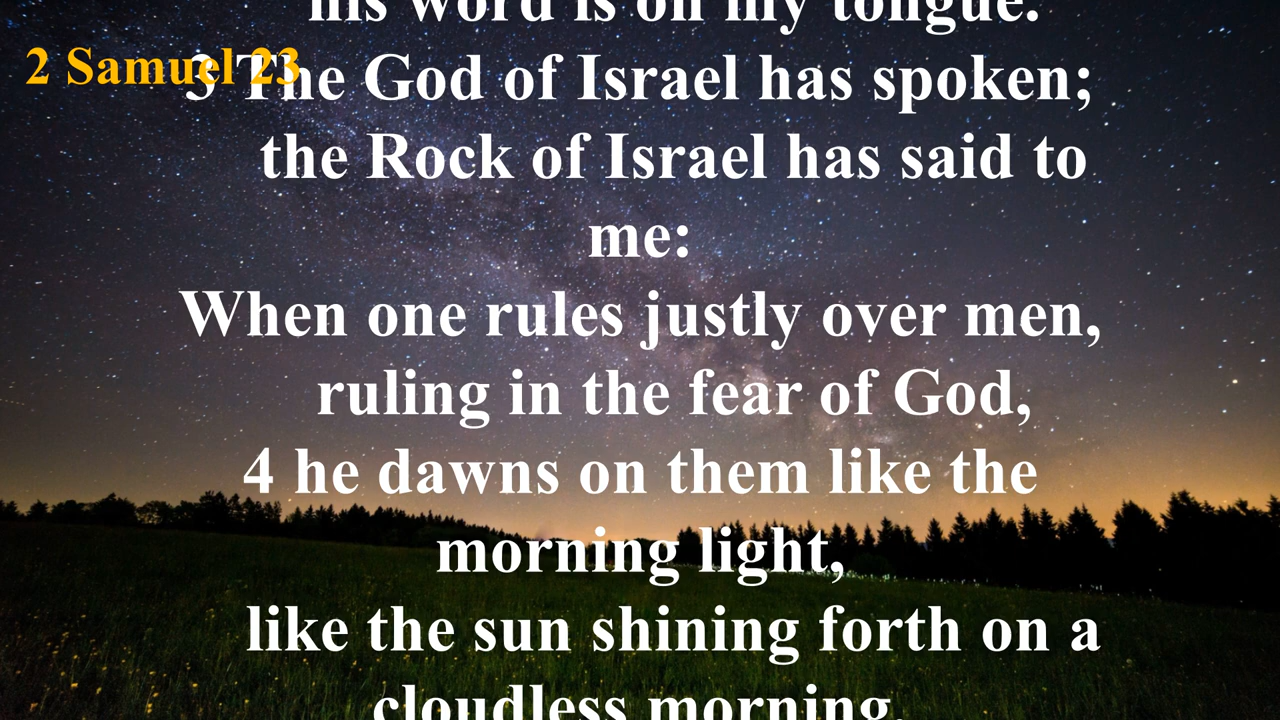 his word is on my tongue.
2 Samuel 23
3 The God of Israel has spoken;
the Rock of Israel has said to
me:
When one rules justly over men,
ruling in the fear of God,
4 he dawns on them like the
morning light,
like the sun shining forth on a
cloudless morning,